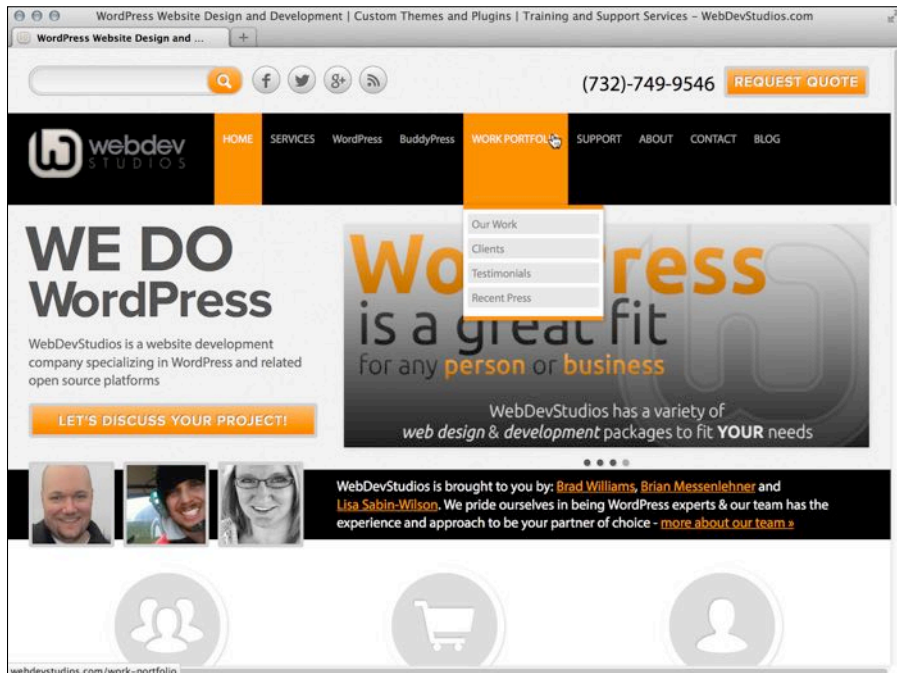 WordPress Website Design and Development | Custom Themes and Plugins | Training and Support Services – WebDevStudios.com
WordPress Website Design and ...
+
f
g+
(732)-749-9546
REQUEST QUOTE
webdev
STUDIOS
HOME SERVICES WordPress BuddyPress WORK PORTFOLIO SUPPORT ABOUT CONTACT BLOG
Our Work
Clients
Testimonials
Recent Press
WE DO
WordPress
WebDevStudios is a website development
company specializing in WordPress and related
open source platforms
LET'S DISCUSS YOUR PROJECT!
is a great fit
for any person or business
WebDevStudios has a variety of
web design & development packages to fit YOUR needs
WebDevStudios is brought to you by: Brad Williams, Brian Messenlehner and
Lisa Sabin-Wilson. We pride ourselves in being WordPress experts & our team has the
experience and approach to be your partner of choice - more about our team »
webdevstudios.com/work-portfolio